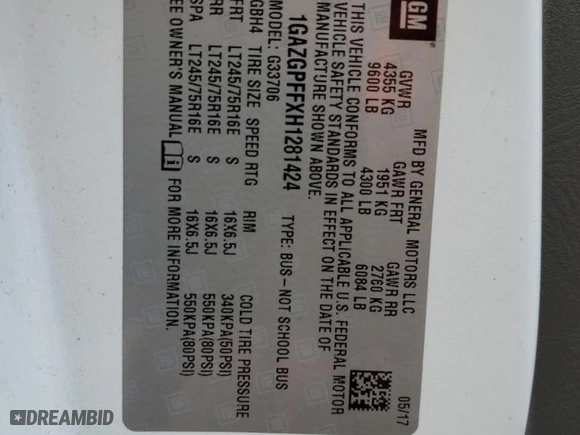 GM
MFD BY GENERAL MOTORS LLC
05/17
GVWR GAWR FRT GAWR RR
4355 KG 1951 KG 2760 KG
9600 LB 4300 LB 6084 LB
THIS VEHICLE CONFORMS TO ALL APPLICABLE U.S. FEDERAL MOTOR
VEHICLE SAFETY STANDARDS IN EFFECT ON THE DATE OF
MANUFACTURE SHOWN ABOVE.
1GAZGPFFXH1281424 TYPE: BUS–NOT SCHOOL BUS
MODEL: G33706
GBH4 TIRE SIZE SPEED RTG RIM COLD TIRE PRESSURE
FRT LT245/75R16E S 16X6.5J 340KPA(50PSI)
RR LT245/75R16E S 16X6.5J 550KPA(80PSI)
SPA LT245/75R16E S 16X6.5J 550KPA(80PSI)
SEE OWNER'S MANUAL FOR MORE INFORMATION.
DREAMBID